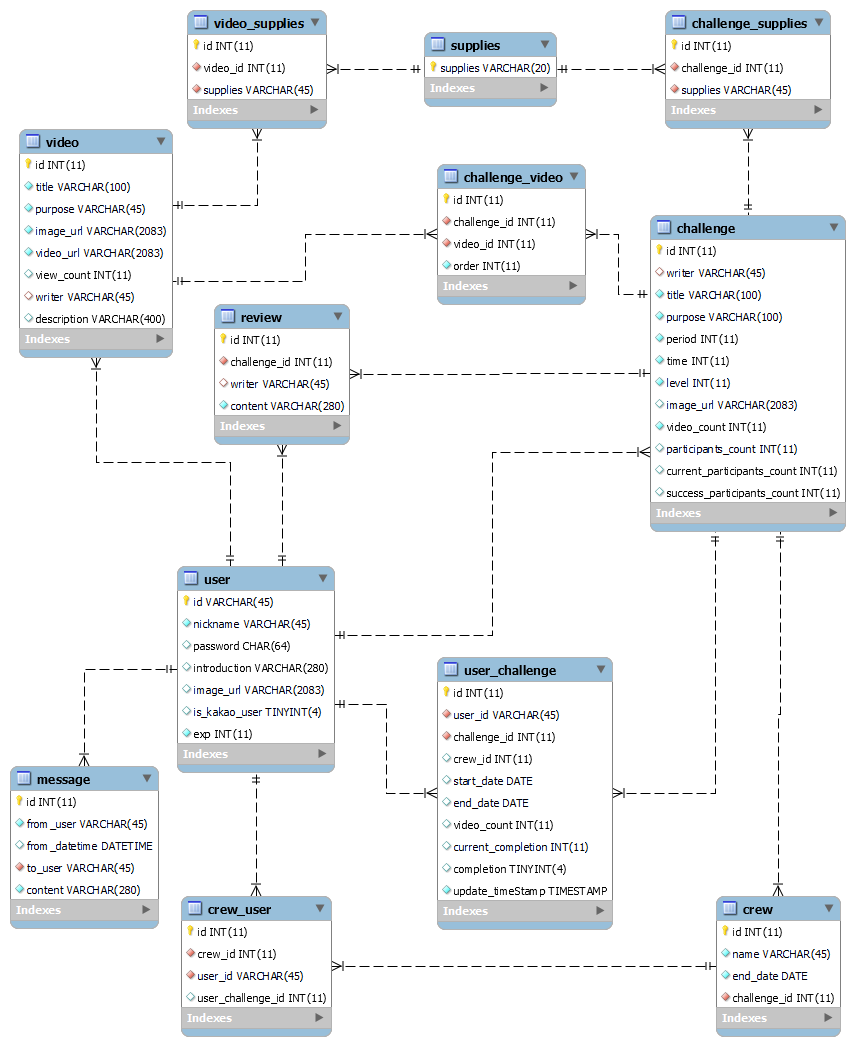 video_supplies
id INT(11)
video_id INT(11)
supplies VARCHAR(45)
Indexes
supplies
supplies VARCHAR(20)
Indexes
challenge_supplies
id INT(11)
challenge_id INT(11)
supplies VARCHAR(45)
Indexes
video
id INT(11)
title VARCHAR(100)
purpose VARCHAR(45)
image_url VARCHAR(2083)
video_url VARCHAR(2083)
view_count INT(11)
writer VARCHAR(45)
description VARCHAR(400)
Indexes
challenge_video
id INT(11)
challenge_id INT(11)
video_id INT(11)
order INT(11)
Indexes
challenge
id INT(11)
writer VARCHAR(45)
title VARCHAR(100)
purpose VARCHAR(100)
period INT(11)
time INT(11)
level INT(11)
image_url VARCHAR(2083)
video_count INT(11)
participants_count INT(11)
current_participants_count INT(11)
success_participants_count INT(11)
Indexes
review
id INT(11)
challenge_id INT(11)
writer VARCHAR(45)
content VARCHAR(280)
Indexes
user
id VARCHAR(45)
nickname VARCHAR(45)
password CHAR(64)
introduction VARCHAR(280)
image_url VARCHAR(2083)
is_kakao_user TINYINT(4)
exp INT(11)
Indexes
user_challenge
id INT(11)
user_id VARCHAR(45)
challenge_id INT(11)
crew_id INT(11)
start_date DATE
end_date DATE
video_count INT(11)
current_completion INT(11)
completion TINYINT(4)
update_timeStamp TIMESTAMP
Indexes
message
id INT(11)
from_user VARCHAR(45)
from_datetime DATETIME
to_user VARCHAR(45)
content VARCHAR(280)
Indexes
crew_user
id INT(11)
crew_id INT(11)
user_id VARCHAR(45)
user_challenge_id INT(11)
Indexes
crew
id INT(11)
name VARCHAR(45)
end_date DATE
challenge_id INT(11)
Indexes